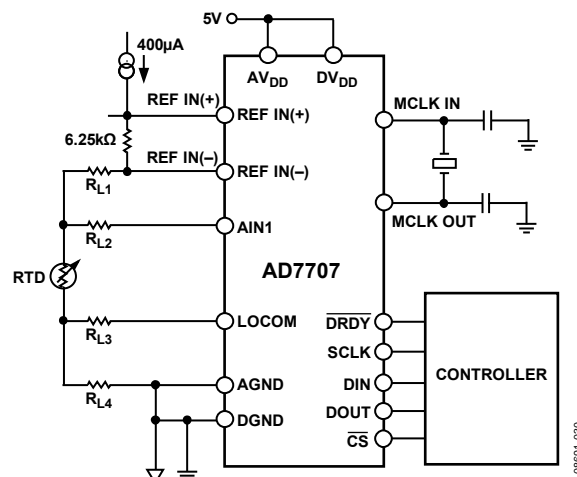 5V
400µA
AVDD
DVDD
REF IN(+)
REF IN(+)
MCLK IN
6.25kΩ
REF IN(–)
REF IN(–)
RL1
RL2
AIN1
MCLK OUT
AD7707
RTD
RL3
LOCOM
DRDY
SCLK
RL4
AGND
DIN
CONTROLLER
DGND
DOUT
CS